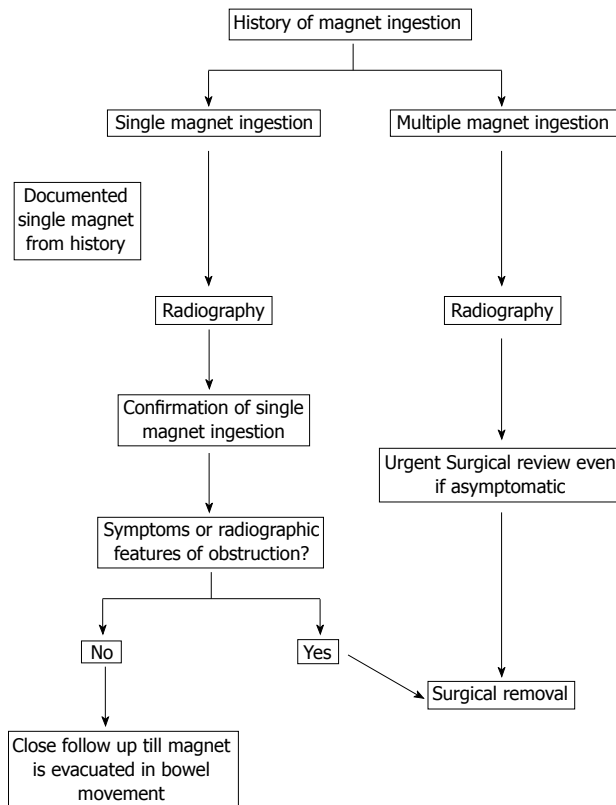 History of magnet ingestion
Single magnet ingestion
Multiple magnet ingestion
Documented
single magnet
from history
Radiography
Radiography
Confirmation of single
magnet ingestion
Urgent Surgical review even
if asymptomatic
Symptoms or radiographic
features of obstruction?
No
Yes
Surgical removal
Close follow up till magnet
is evacuated in bowel
movement